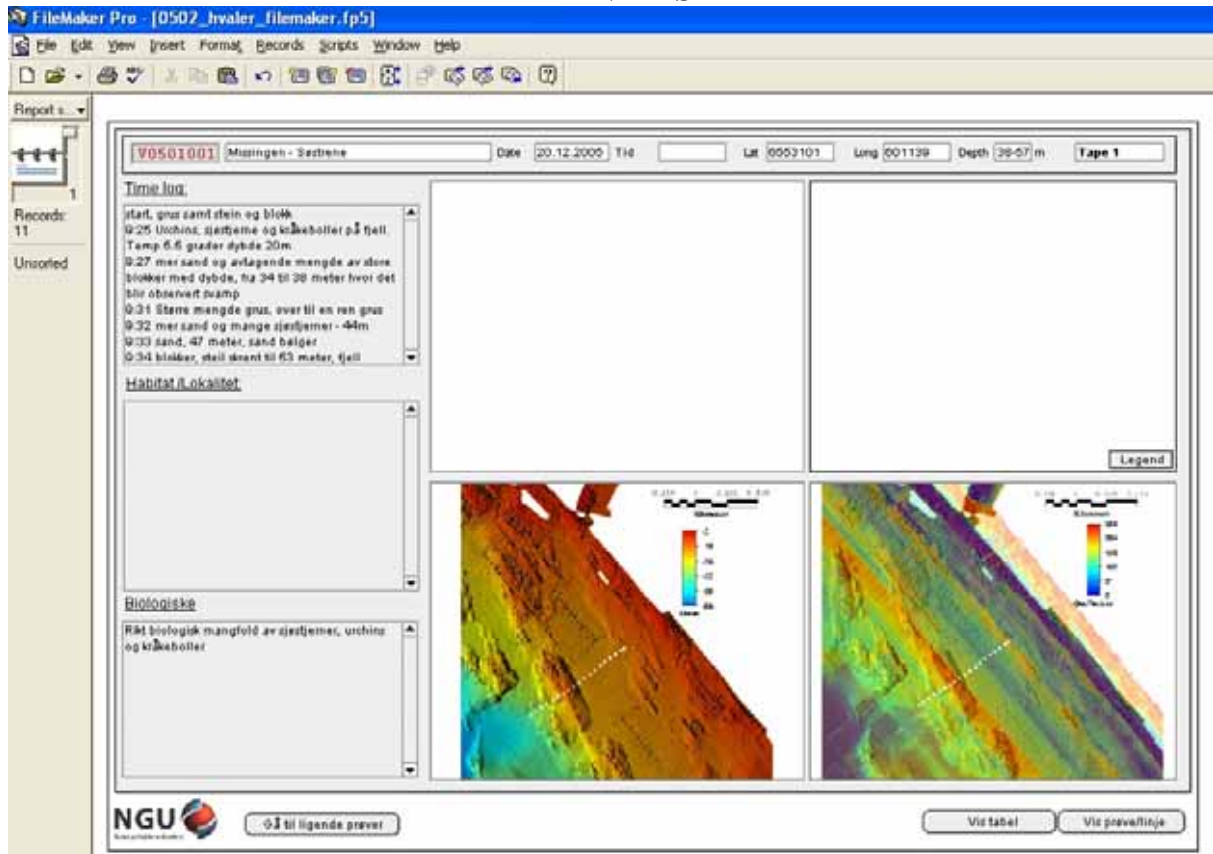 FileMaker Pro - [0502_hvaler_filemaker.fp5]
File Edit View Insert Format Records Scripts Window Help
Report s...
1
Records:
11
Unsorted
V0501001 Missingen - Søstrene Date 20.12.2005 Tid Lat 6553101 Long 601139 Depth 38-67 m Tape 1
Time log:
start, grus samt stein og blokk
9:25 Urchins, sjøstjerne og kråkeboller på fjell.
Temp 6.6 grader dybde 20m
9:27 mer sand og avtagende mengde av store
blokker med dybde, fra 34 til 38 meter hvor det
blir observert svamp
9:31 Større mengde grus, over til en ren grus
9:32 mer sand og mange sjøstjerner - 44m
9:33 sand, 47 meter, sand bølger
9:34 blokker, steil skrent til 63 meter, fjell
Habitat /Lokalitet:
Legend
Biologiske
Rikt biologisk mangfold av sjøstjerner, urchins
og kråkeboller
NGU
Gå til ligende prøver
Vis tabel
Vis prøve/linje